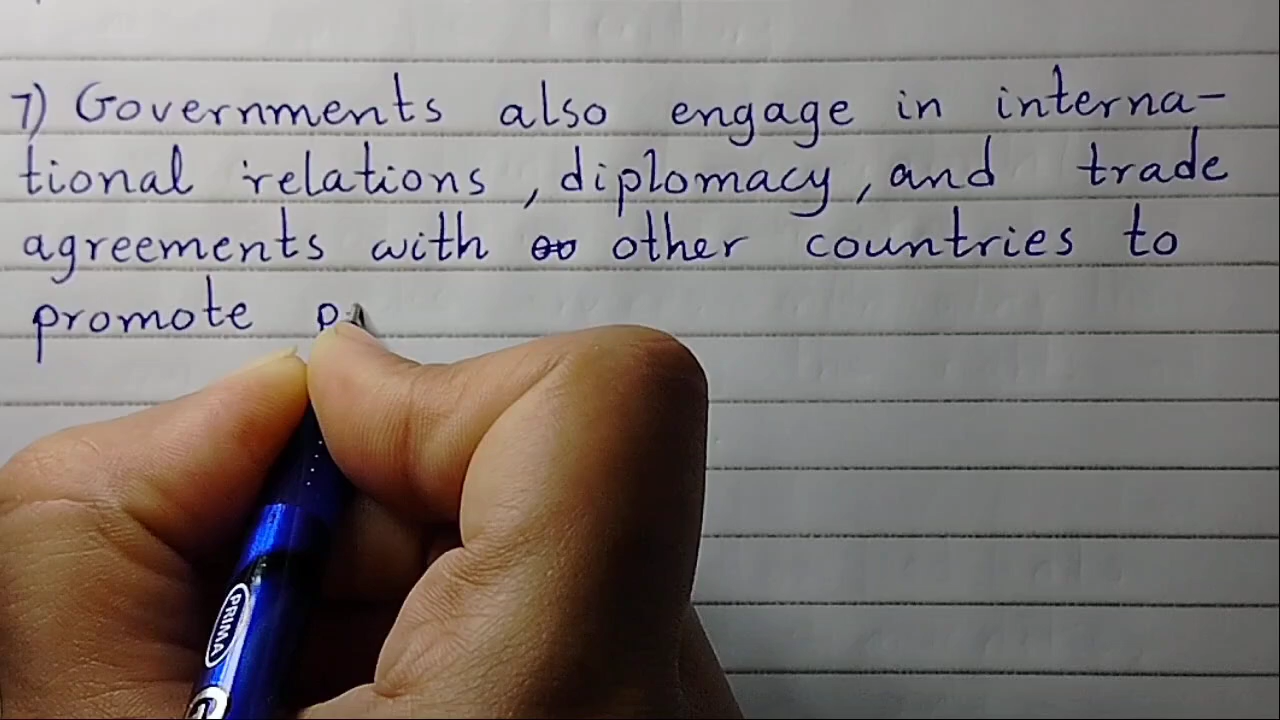 7) Governments also engage in interna-
tional relations, diplomacy, and trade
agreements with other countries to
promote
PRIMA